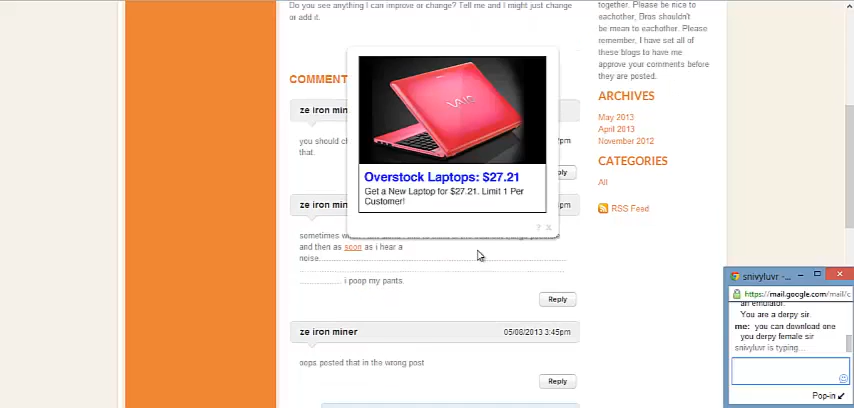 Do you see anything I can improve or change? Tell me and I might just change
or add it.
COMMENT
ze iron min
you should ch
that.
ze iron min
and then as soon as i hear a
noise
i poop my pants.
Reply
ze iron miner
05/08/2013 3:45pm
oops posted that in the wrong post
Reply
VAIO
Overstock Laptops: $27.21
Get a New Laptop for $27.21. Limit 1 Per
Customer!
? X
together. Please be nice to
eachother, Bros shouldn't
be mean to eachother. Please
remember, I have set all of
these blogs to have me
approve your comments before
they are posted.
ARCHIVES
May 2013
April 2013
November 2012
CATEGORIES
All
RSS Feed
snivyluvr -...
https://mail.google.com/mail/c
an emulator.
You are a derpy sir.
me: you can download one
you derpy female sir
snivyluvr is typing...
Pop-in